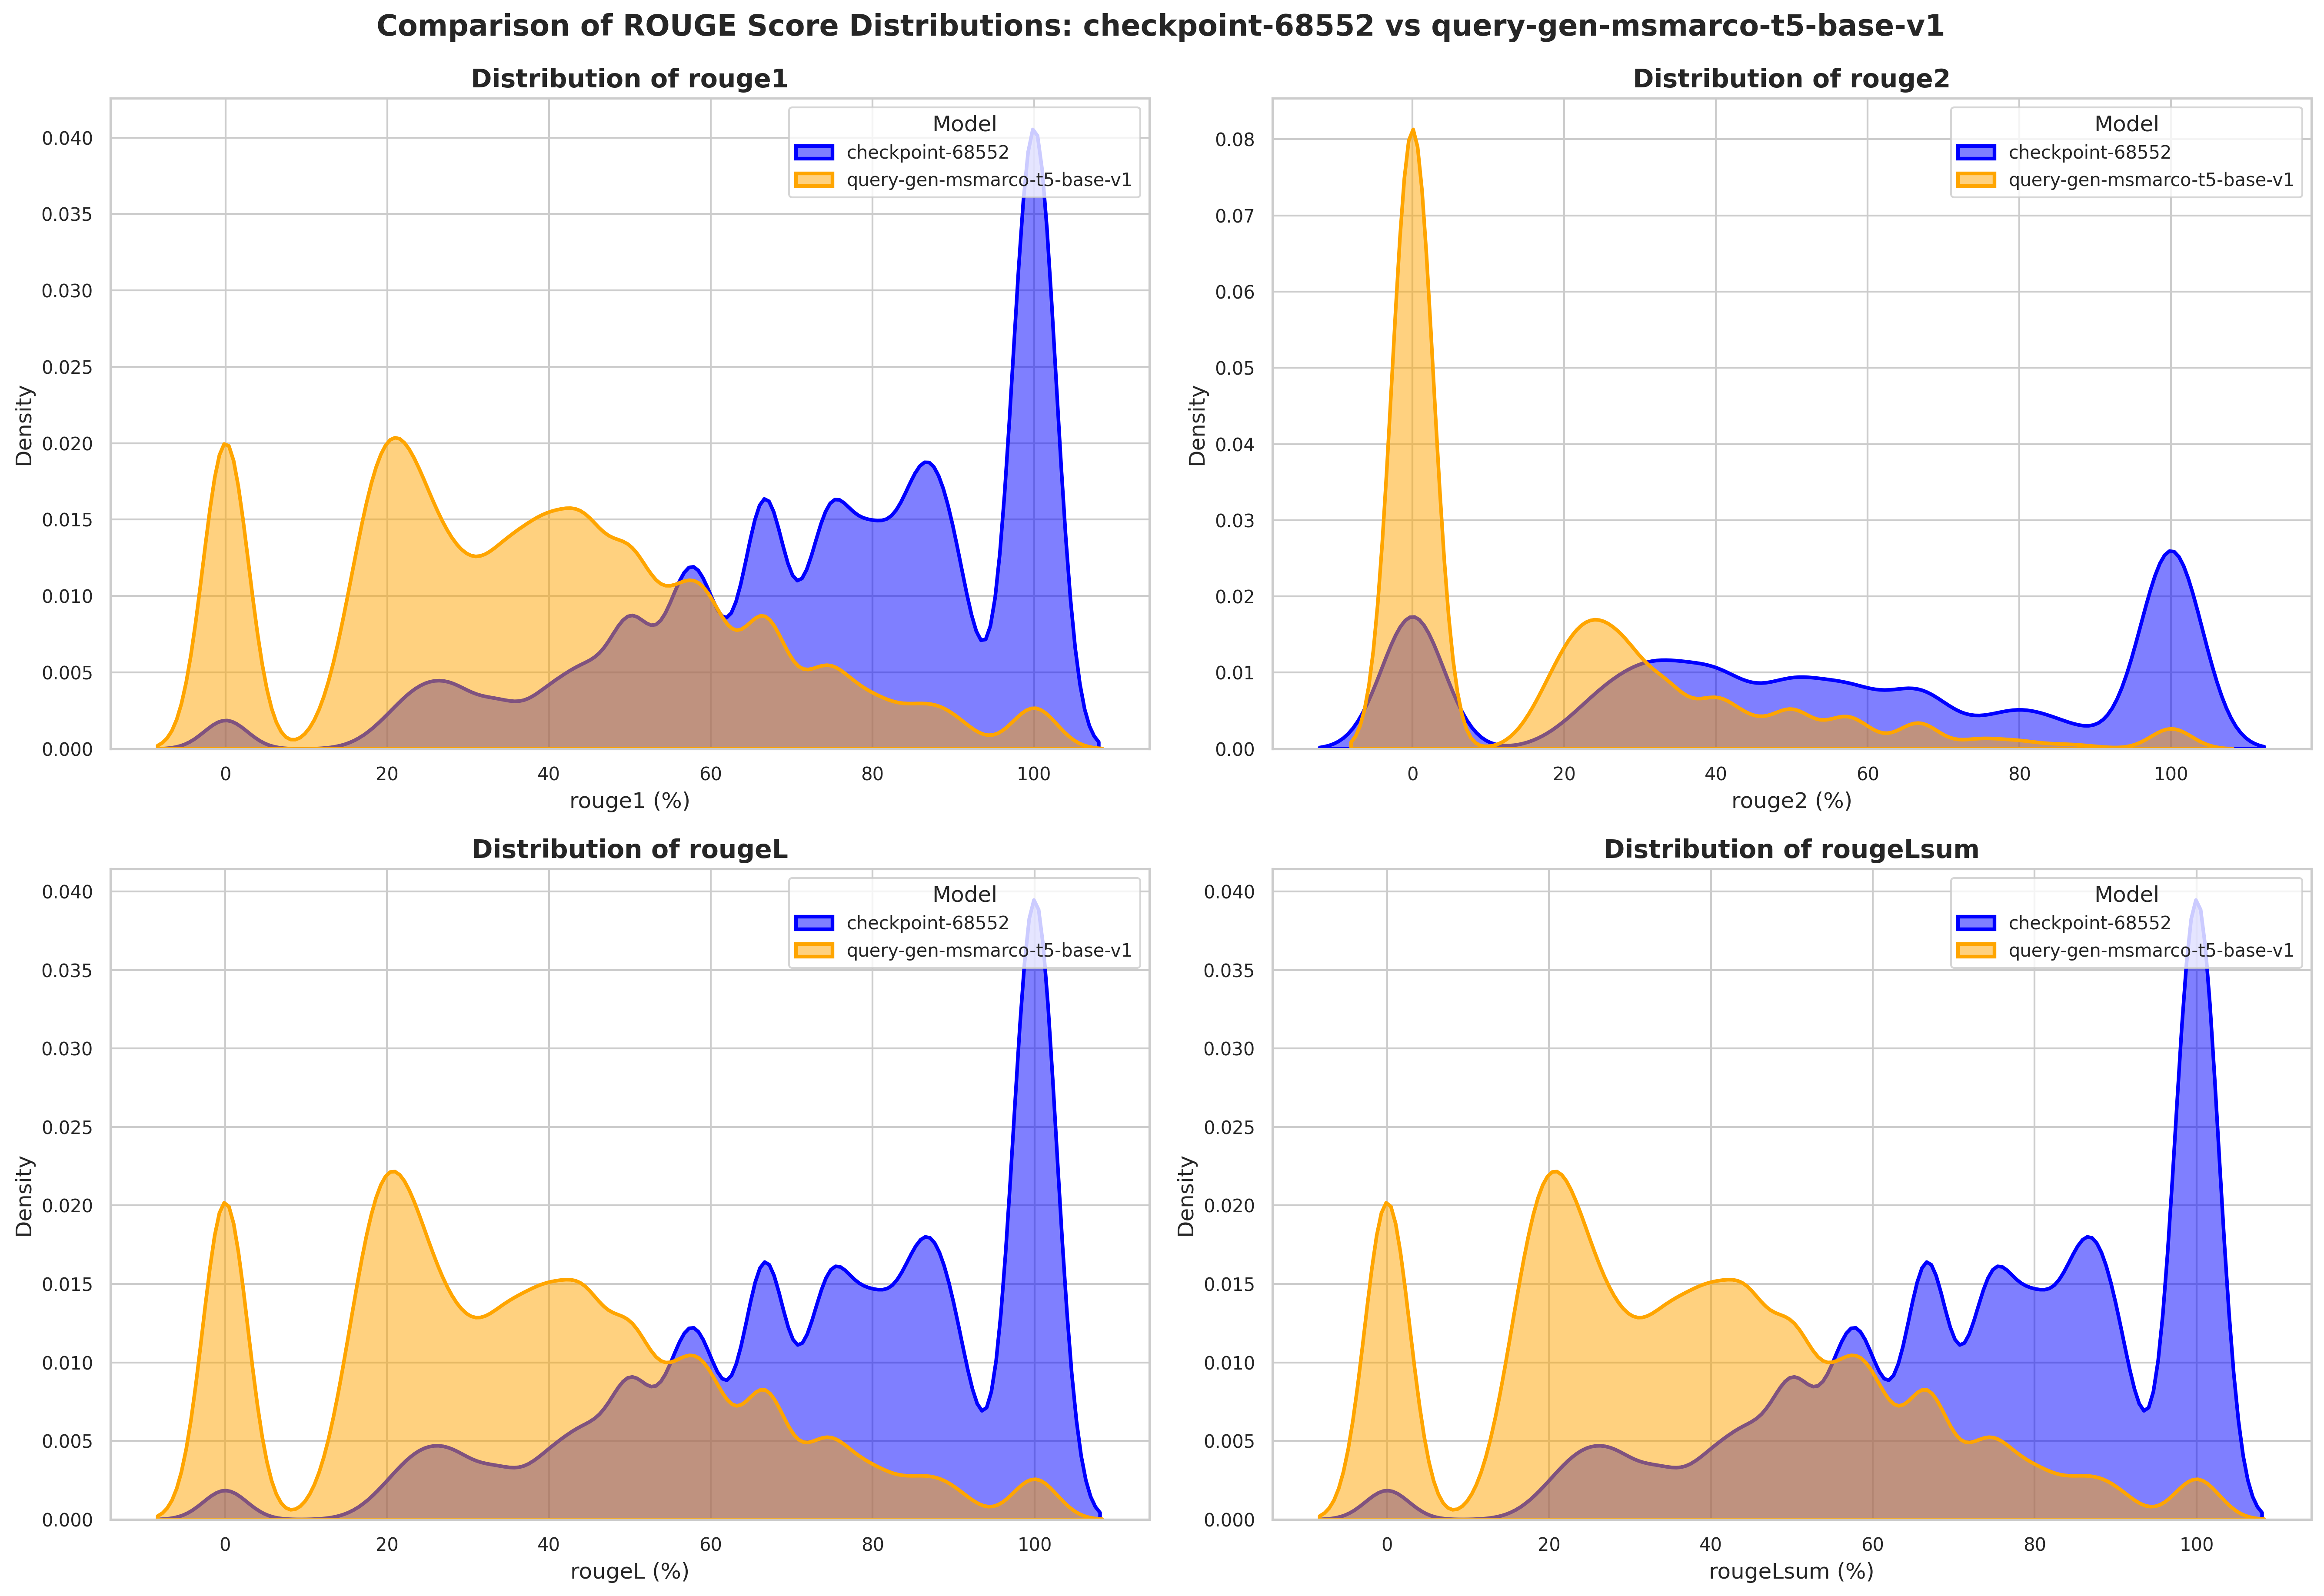 Comparison of ROUGE Score Distributions: checkpoint-68552 vs query-gen-msmarco-t5-base-v1
Distribution of rouge1
Model
checkpoint-68552
query-gen-msmarco-t5-base-v1
0.040
0.035
0.030
0.025
0.020
0.015
0.010
0.005
0.000
Density
0 20 40 60 80 100
rouge1 (%)
Distribution of rouge2
Model
checkpoint-68552
query-gen-msmarco-t5-base-v1
0.08
0.07
0.06
0.05
0.04
0.03
0.02
0.01
0.00
Density
0 20 40 60 80 100
rouge2 (%)
Distribution of rougeL
Model
checkpoint-68552
query-gen-msmarco-t5-base-v1
0.040
0.035
0.030
0.025
0.020
0.015
0.010
0.005
0.000
Density
0 20 40 60 80 100
rougeL (%)
Distribution of rougeLsum
Model
checkpoint-68552
query-gen-msmarco-t5-base-v1
0.040
0.035
0.030
0.025
0.020
0.015
0.010
0.005
0.000
Density
0 20 40 60 80 100
rougeLsum (%)